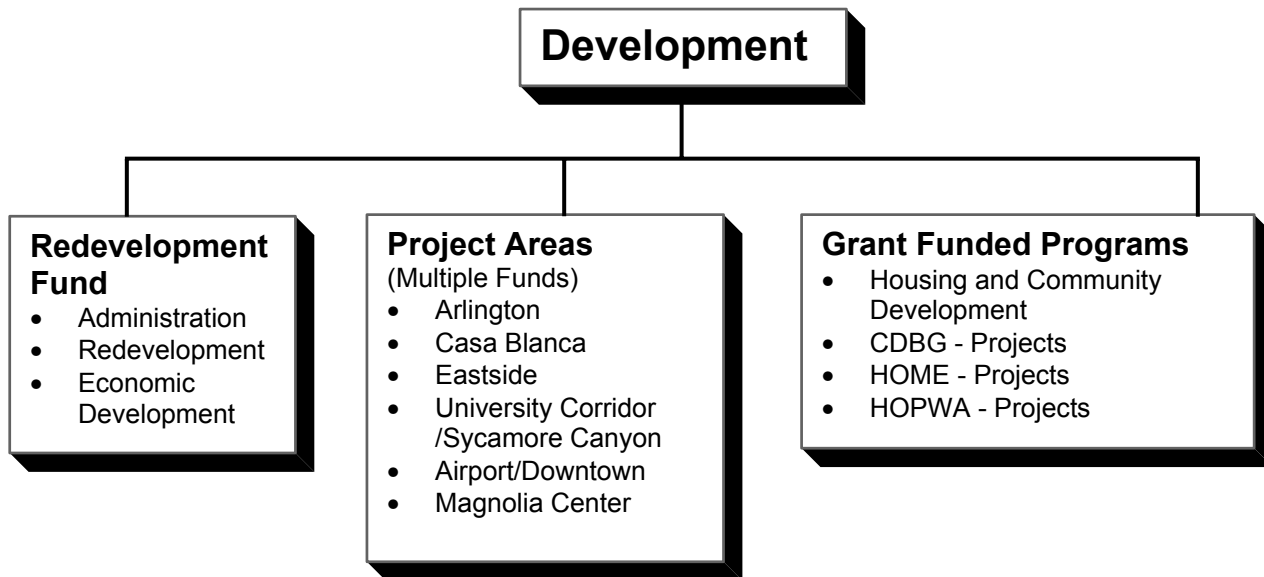 Development
Redevelopment
Fund
• Administration
• Redevelopment
• Economic
Development
Project Areas
(Multiple Funds)
• Arlington
• Casa Blanca
• Eastside
• University Corridor
/Sycamore Canyon
• Airport/Downtown
• Magnolia Center
Grant Funded Programs
• Housing and Community
Development
• CDBG - Projects
• HOME - Projects
• HOPWA - Projects